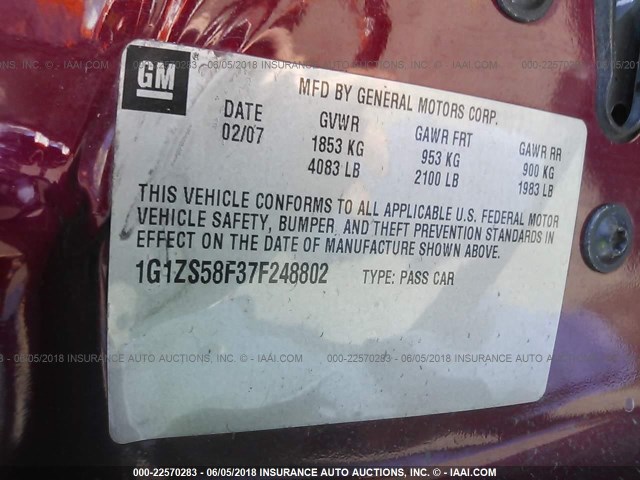 GM
MFD BY GENERAL MOTORS CORP.
DATE GVWR GAWR FRT GAWR RR
02/07 1853 KG 953 KG 900 KG
4083 LB 2100 LB 1983 LB
THIS VEHICLE CONFORMS TO ALL APPLICABLE U.S. FEDERAL MOTOR
VEHICLE SAFETY, BUMPER, AND THEFT PREVENTION STANDARDS IN
EFFECT ON THE DATE OF MANUFACTURE SHOWN ABOVE.
1G1ZS58F37F248802 TYPE: PASS CAR
000-22570283 - 06/05/2018 INSURANCE AUTO AUCTIONS, INC. - © IAAI.COM